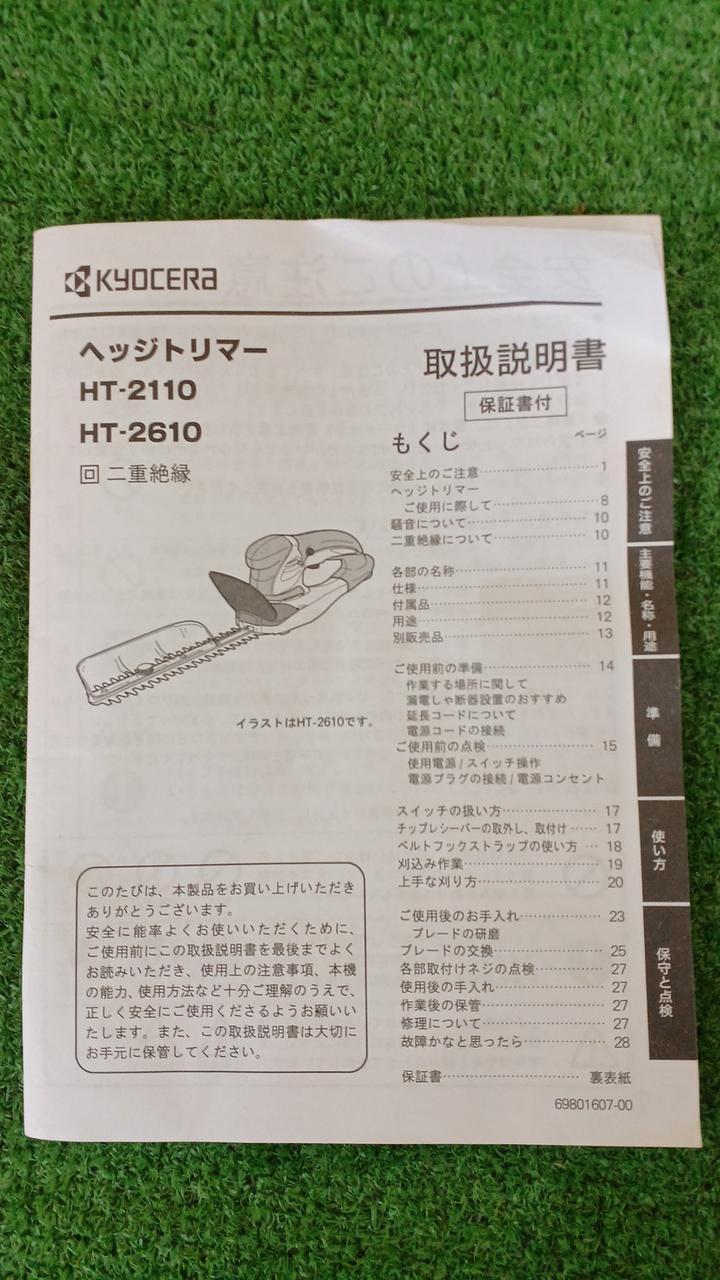 KYOCERA
ヘッジトリマー
HT-2110
HT-2610
回 二重絶縁
イラストはHT-2610です。
このたびは、本製品をお買い上げいただき
ありがとうございます。
安全に能率よくお使いいただくために、
ご使用前にこの取扱説明書を最後までよく
お読みいただき、使用上の注意事項、本機
の能力、使用方法など十分ご理解のうえで、
正しく安全にご使用くださるようお願いい
たします。また、この取扱説明書は大切に
お手元に保管してください。
取扱説明書
保証書付
もくじ ページ
安全上のご注意 1
ヘッジトリマー
ご使用に際して 8
騒音について 10
二重絶縁について 10
各部の名称 11
仕様 11
付属品 12
用途 12
別販売品 13
ご使用前の準備 14
作業する場所に関して
漏電しゃ断器設置のおすすめ
延長コードについて
電源コードの接続
ご使用前の点検 15
使用電源/スイッチ操作
電源プラグの接続/電源コンセント
スイッチの扱い方 17
チップレシーバーの取外し、取付け 17
ベルトフックストラップの使い方 18
刈込み作業 19
上手な刈り方 20
ご使用後のお手入れ 23
ブレードの研磨
ブレードの交換 25
各部取付けネジの点検 27
使用後の手入れ 27
作業後の保管 27
修理について 27
故障かなと思ったら 28
保証書 裏表紙
69801607-00
安全上のご注意
主要機能・名称・用途
準備
使い方
保守と点検